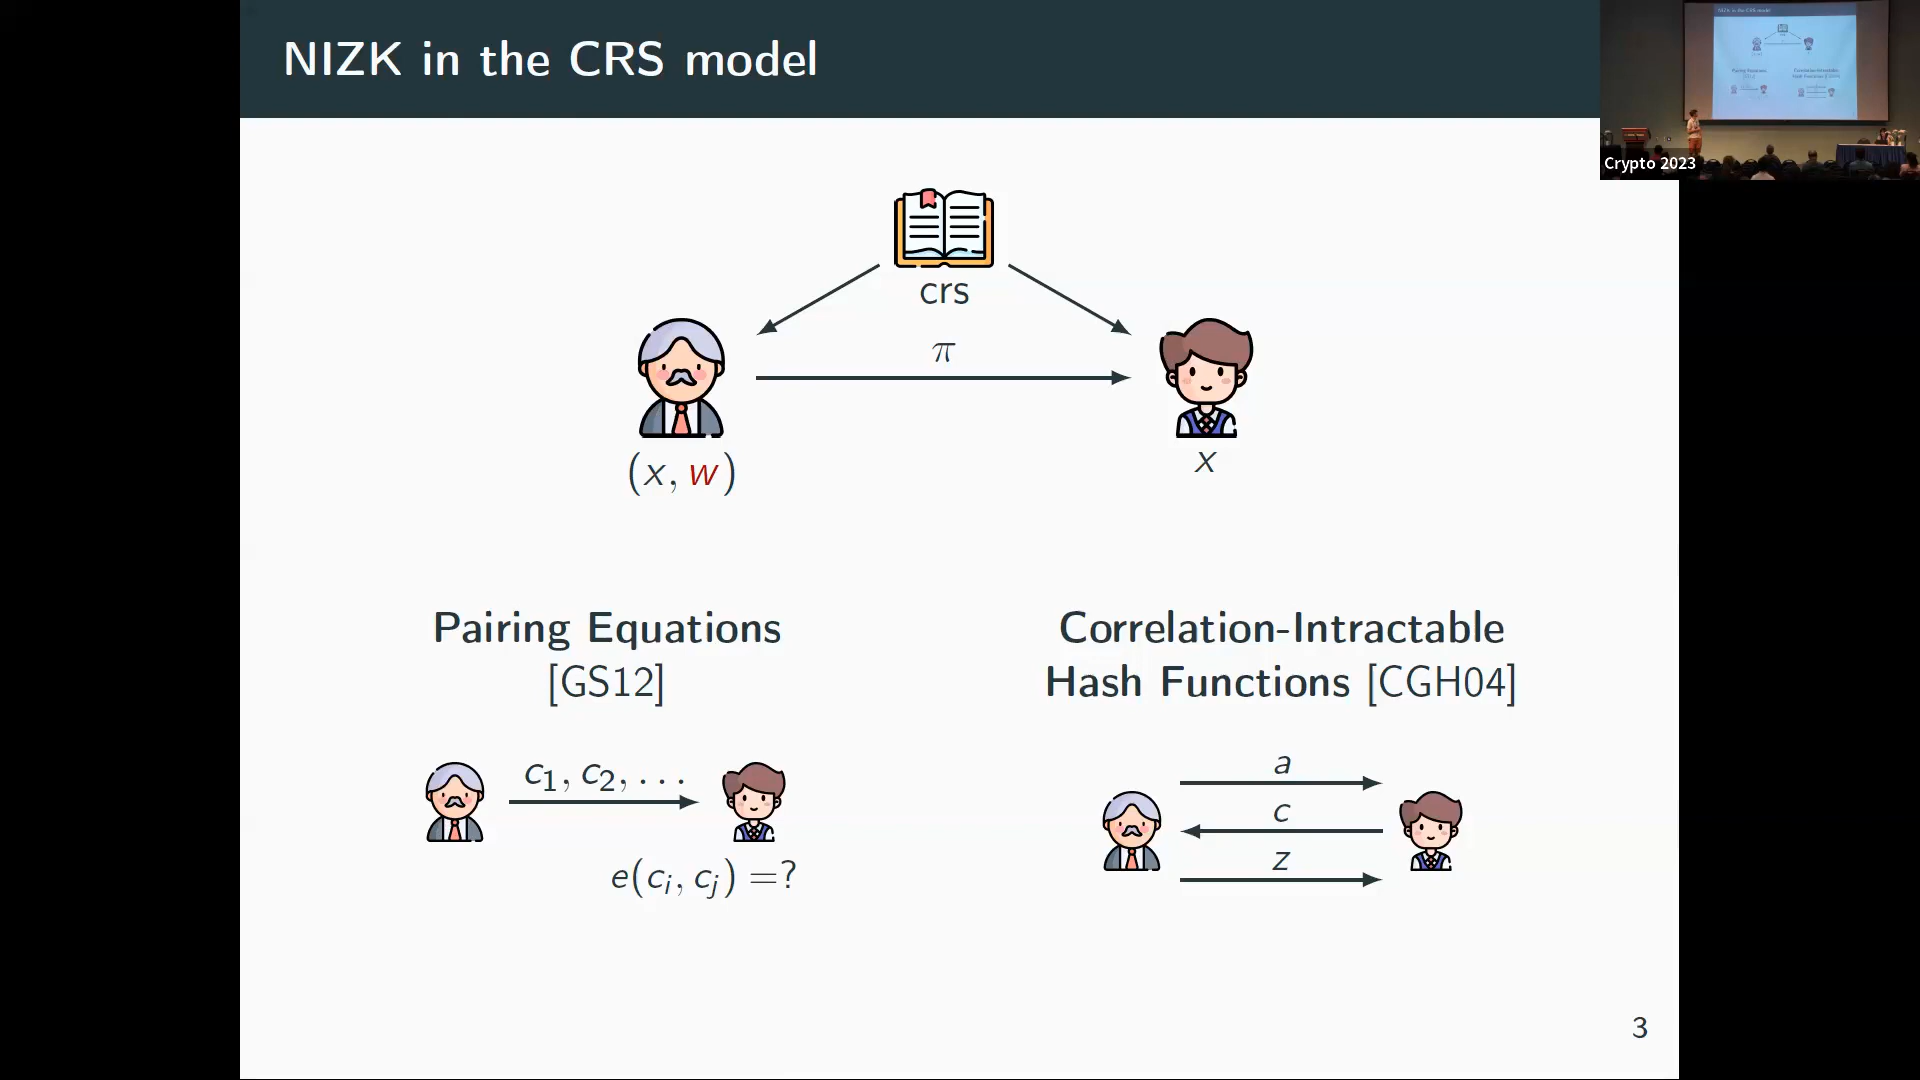 NIZK in the CRS model
Crypto 2023
crs
π
(x, w)
x
Pairing Equations
[GS12]
Correlation-Intractable
Hash Functions [CGH04]
c₁, c₂, ...
e(cᵢ, cⱼ) =?
a
c
z
3